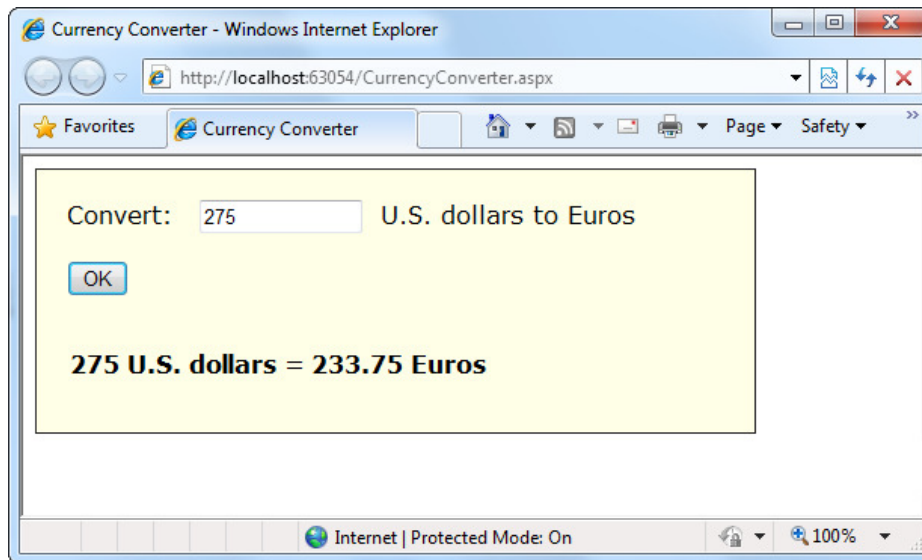 Currency Converter - Windows Internet Explorer
http://localhost:63054/CurrencyConverter.aspx
Favorites Currency Converter Page Safety »
Convert: 275 U.S. dollars to Euros
OK
275 U.S. dollars = 233.75 Euros
Internet | Protected Mode: On 100%